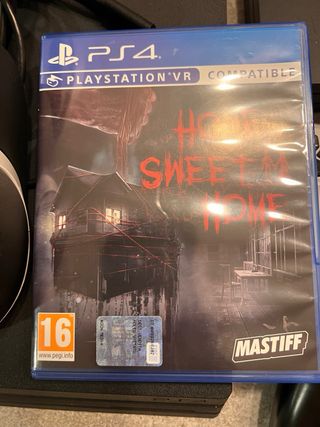 PS4
PLAYSTATION®VR COMPATIBLE
HOME
SWEET
HOME
16
www.pegi.info
MASTIFF